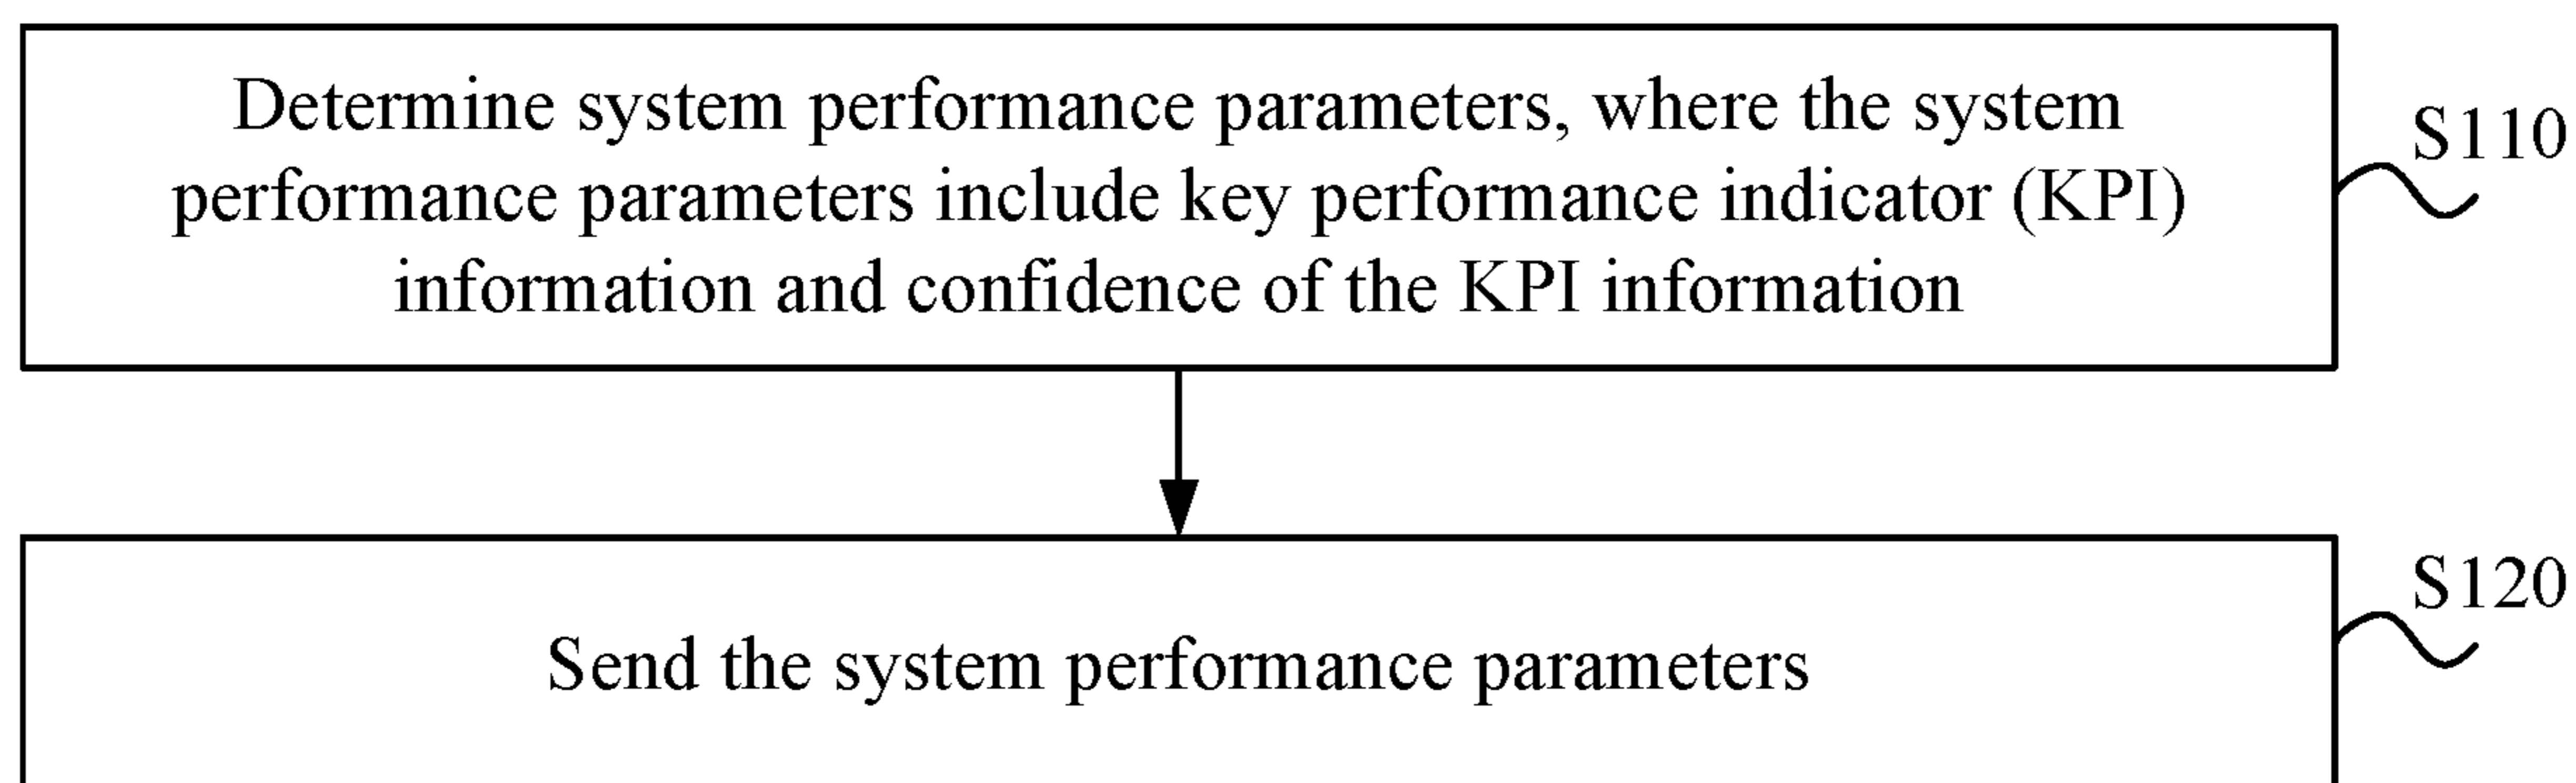 Determine system performance parameters, where the system
performance parameters include key performance indicator (KPI)
information and confidence of the KPI information
S110
Send the system performance parameters
S120